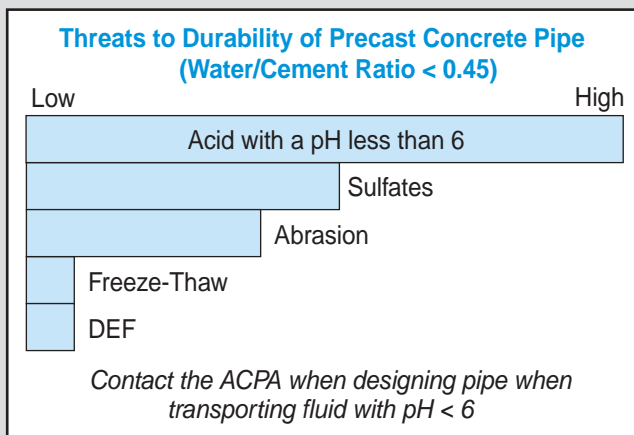 Threats to Durability of Precast Concrete Pipe
(Water/Cement Ratio < 0.45)
Low High
Acid with a pH less than 6
Sulfates
Abrasion
Freeze-Thaw
DEF
Contact the ACPA when designing pipe when
transporting fluid with pH < 6